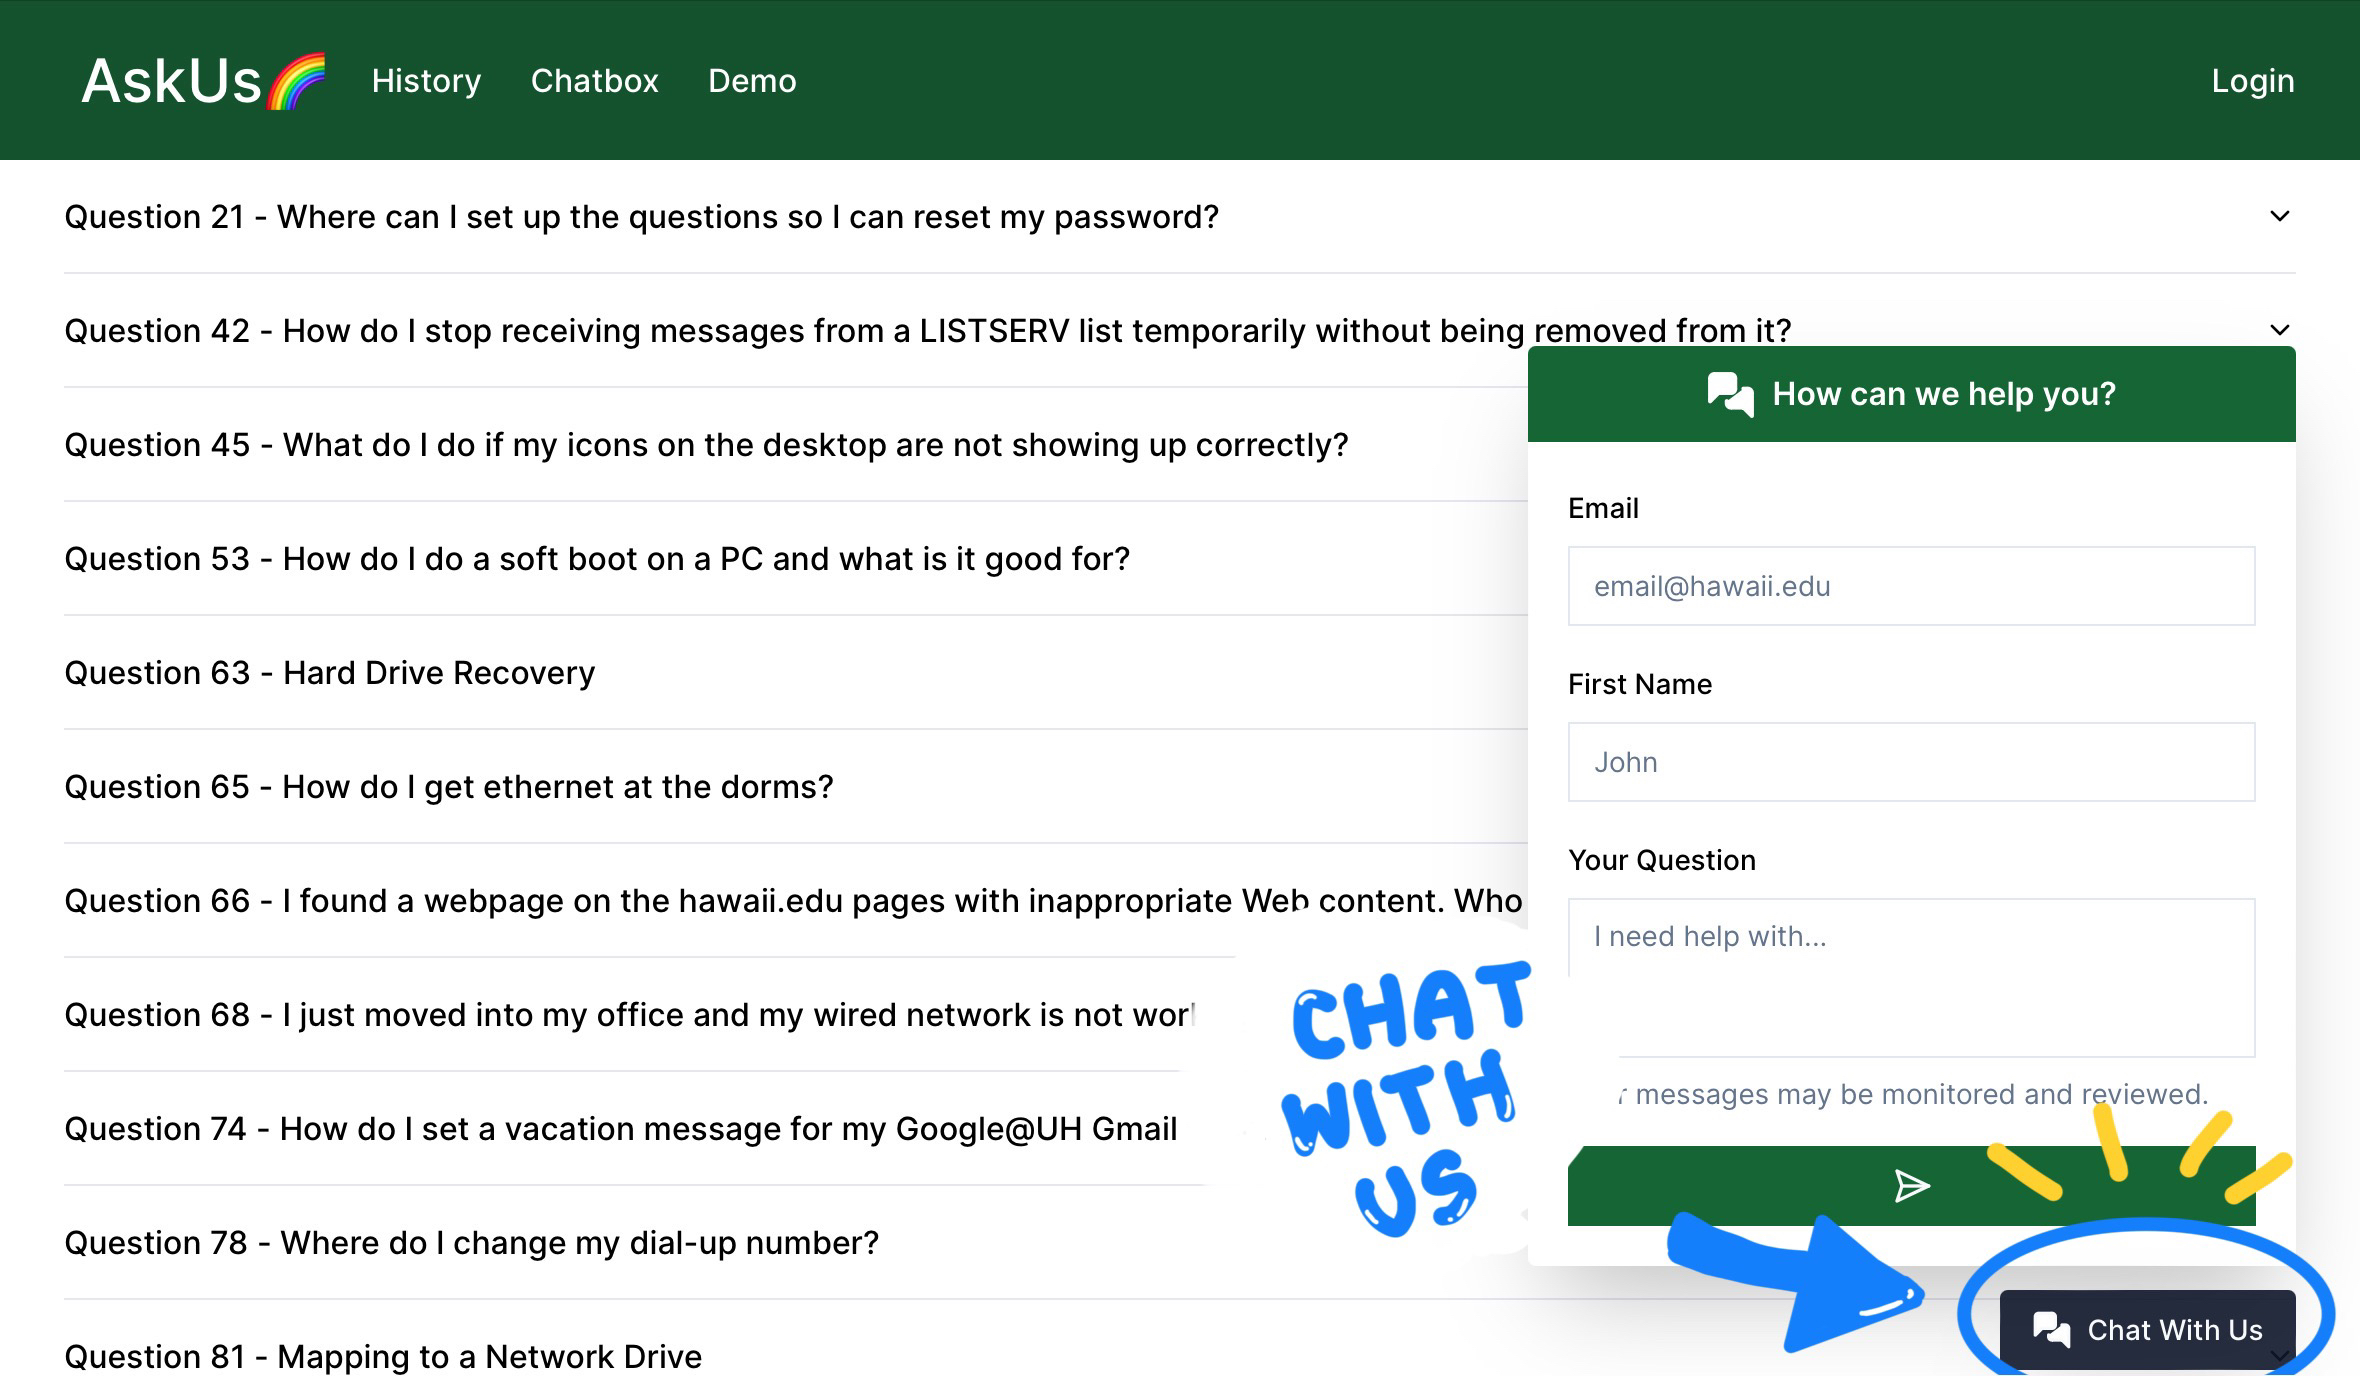 AskUs🌈 History Chatbox Demo Login
Question 21 - Where can I set up the questions so I can reset my password?
Question 42 - How do I stop receiving messages from a LISTSERV list temporarily without being removed from it?
Question 45 - What do I do if my icons on the desktop are not showing up correctly?
Question 53 - How do I do a soft boot on a PC and what is it good for?
Question 63 - Hard Drive Recovery
Question 65 - How do I get ethernet at the dorms?
Question 66 - I found a webpage on the hawaii.edu pages with inappropriate Web content. Who
Question 68 - I just moved into my office and my wired network is not
Question 74 - How do I set a vacation message for my Google@UH Gmail
Question 78 - Where do I change my dial-up number?
Question 81 - Mapping to a Network Drive
How can we help you?
Email
email@hawaii.edu
First Name
John
Your Question
I need help with...
messages may be monitored and reviewed.
CHAT
WITH
US
Chat With Us